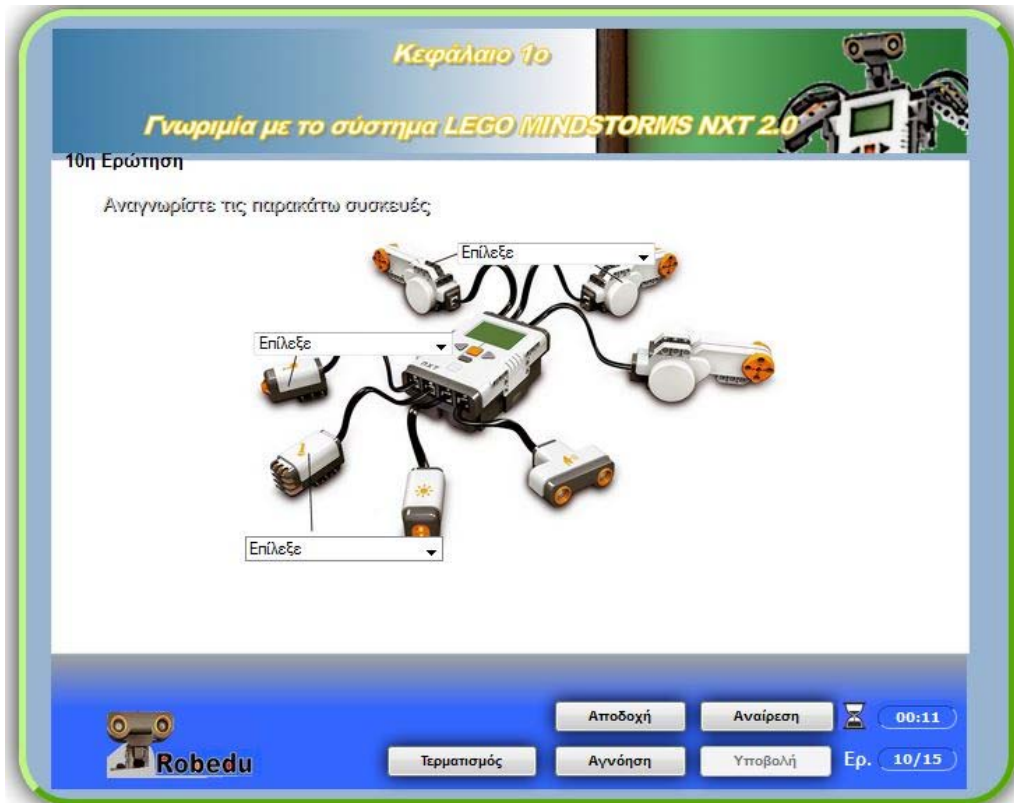 Κεφάλαιο 1ο
Γνωριμία με το σύστημα LEGO MINDSTORMS NXT 2.0
10η Ερώτηση
Αναγνωρίστε τις παρακάτω συσκευές
Επίλεξε
Επίλεξε
NXT
Επίλεξε
Αποδοχή
Αναίρεση
00:11
Robedu
Τερματισμός
Αγνόηση
Υποβολή
Ερ. 10/15